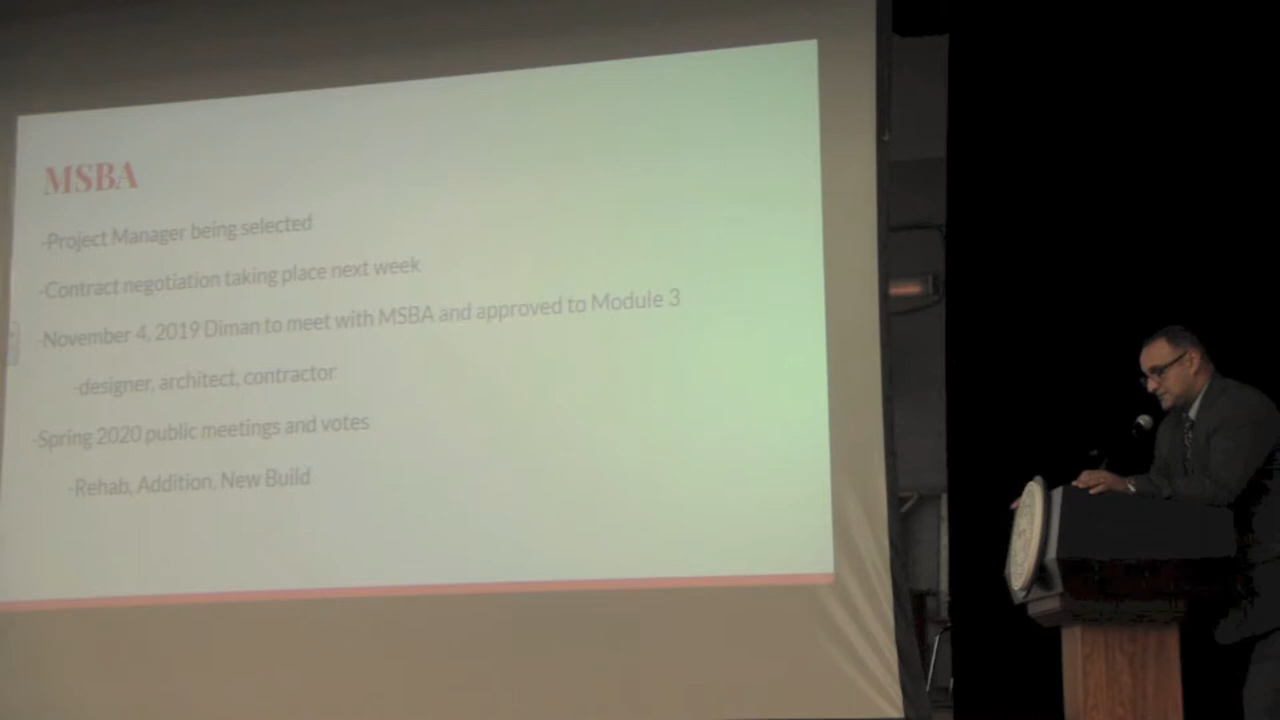 MSBA
-Project Manager being selected
-Contract negotiation taking place next week
-November 4, 2019 Diman to meet with MSBA and approved to Module 3
-designer, architect, contractor
-Spring 2020 public meetings and votes
-Rehab, Addition, New Build